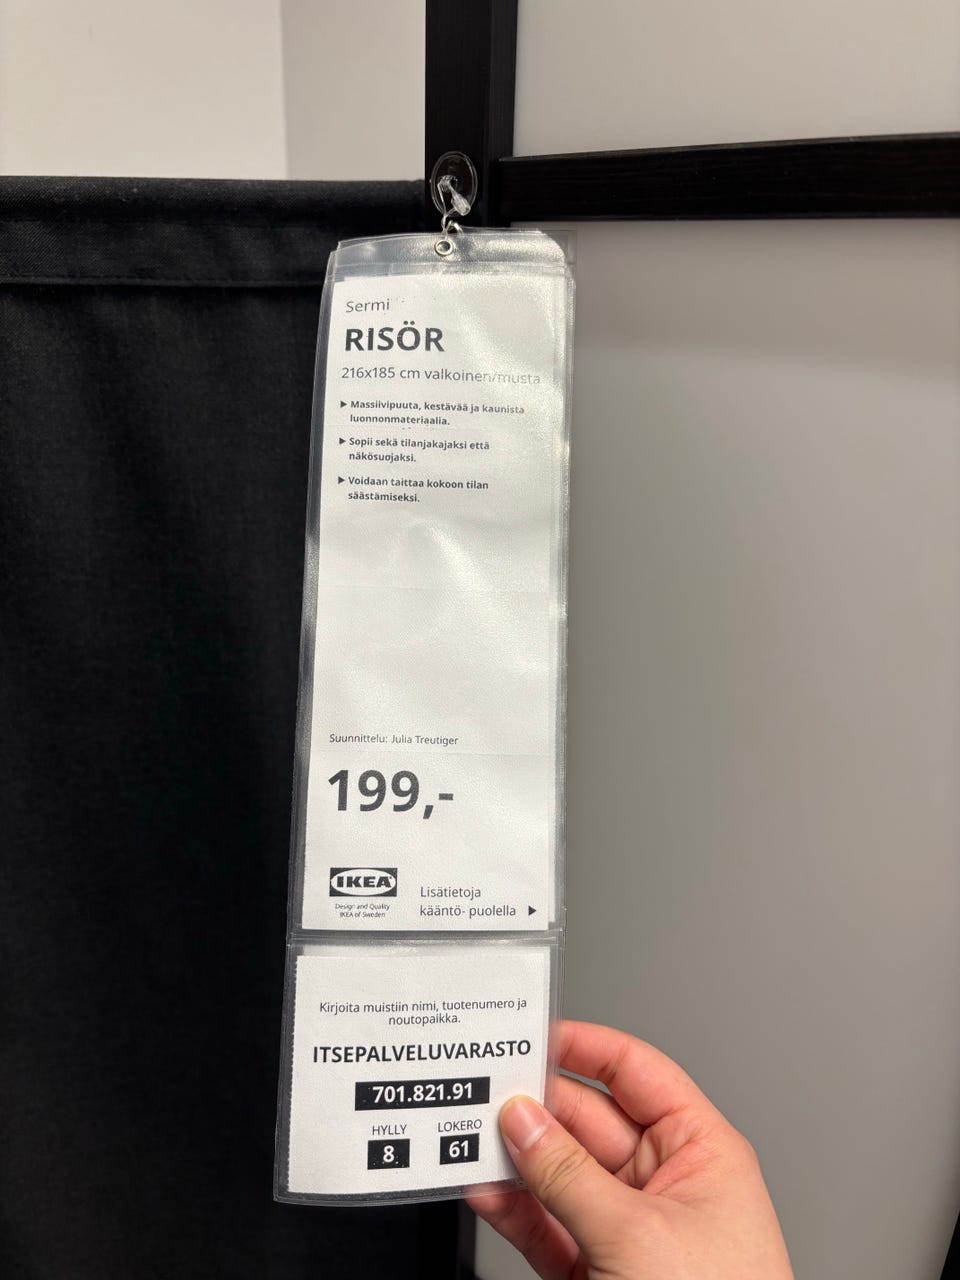 Sermi
RISÖR
216x185 cm valkoinen/musta
▶ Massiivipuuta, kestävää ja kaunista
luonnonmateriaalia.
▶ Sopii sekä tilanjakajaksi että
näkösuojaksi.
▶ Voidaan taittaa kokoon tilan
säästämiseksi.
Suunnittelu: Julia Treutiger
199,-
IKEA
Design and Quality
IKEA of Sweden
Lisätietoja
kääntö- puolella ▶
Kirjoita muistiin nimi, tuotenumero ja
noutopaikka.
ITSEPALVELUVARASTO
701.821.91
HYLLY LOKERO
8 61